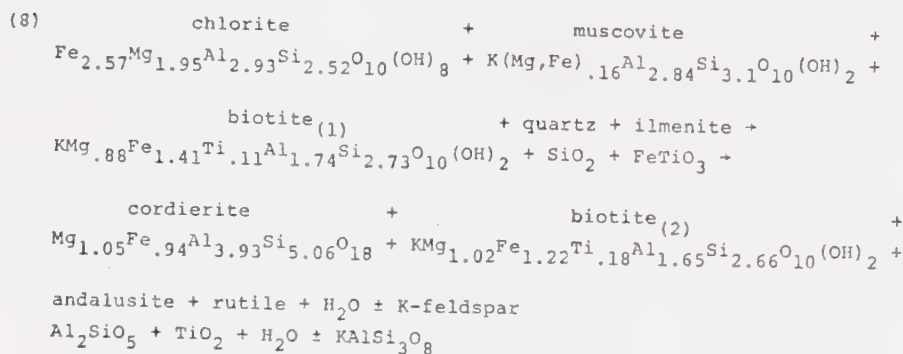 (8) chlorite + muscovite +
Fe2.57Mg1.95Al2.93Si2.52O10(OH)8 + K(Mg,Fe).16Al2.84Si3.1O10(OH)2 +
biotite(1) + quartz + ilmenite →
KMg.88Fe1.41Ti.11Al1.74Si2.73O10(OH)2 + SiO2 + FeTiO3 →
cordierite + biotite(2) +
Mg1.05Fe.94Al3.93Si5.06O18 + KMg1.02Fe1.22Ti.18Al1.65Si2.66O10(OH)2 +
andalusite + rutile + H2O ± K-feldspar
Al2SiO5 + TiO2 + H2O ± KAlSi3O8